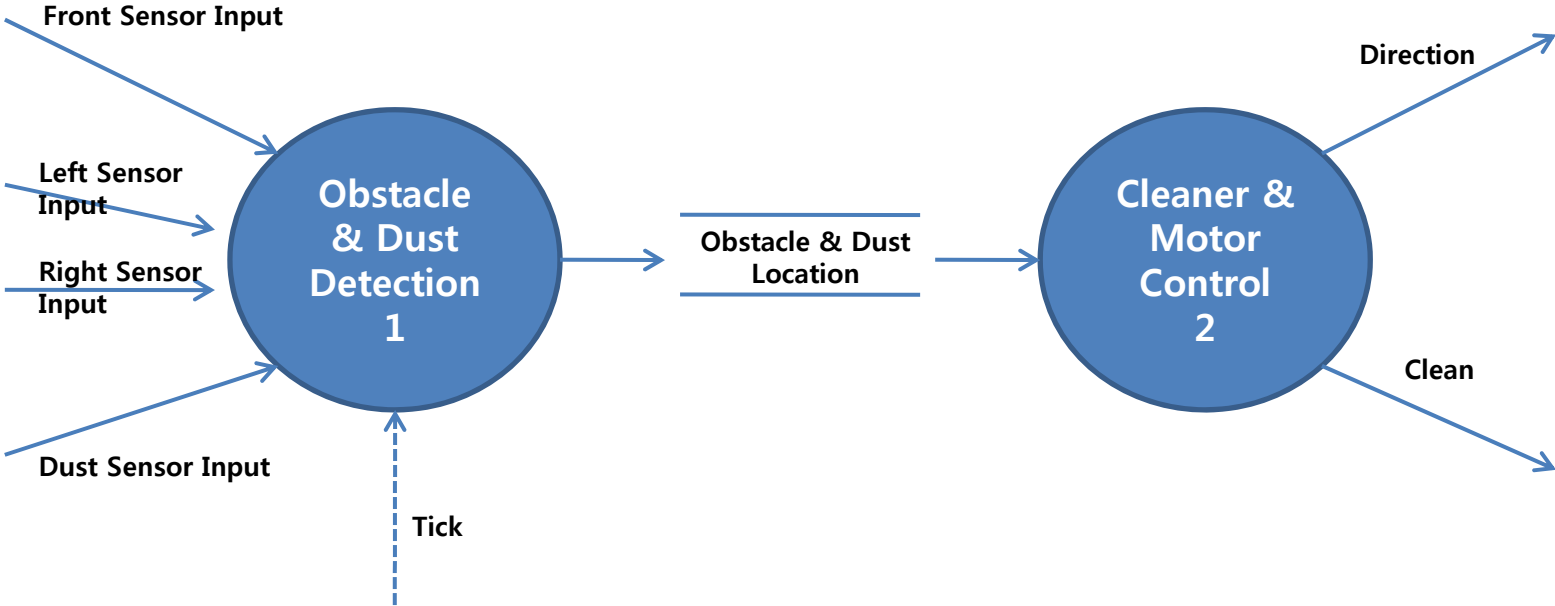 Front Sensor Input
Left Sensor
Input
Right Sensor
Input
Dust Sensor Input
Obstacle
& Dust
Detection
1
Tick
Obstacle & Dust
Location
Cleaner &
Motor
Control
2
Direction
Clean